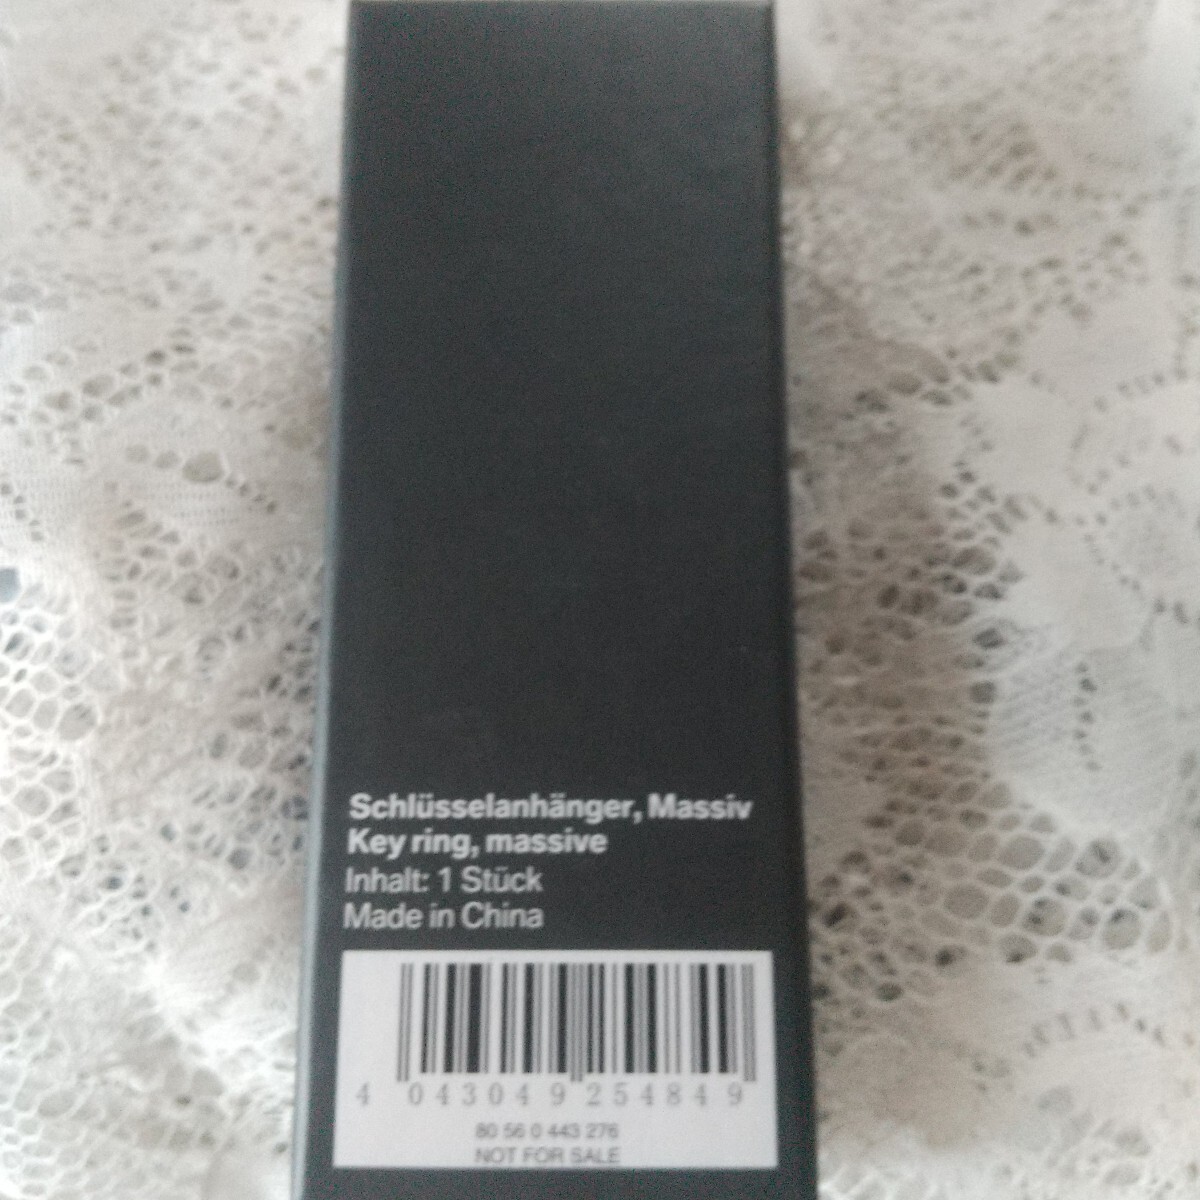 Schlüsselanhänger, Massiv
Key ring, massive
Inhalt: 1 Stück
Made in China
4 043049 254849
80 56 0 443 276
NOT FOR SALE